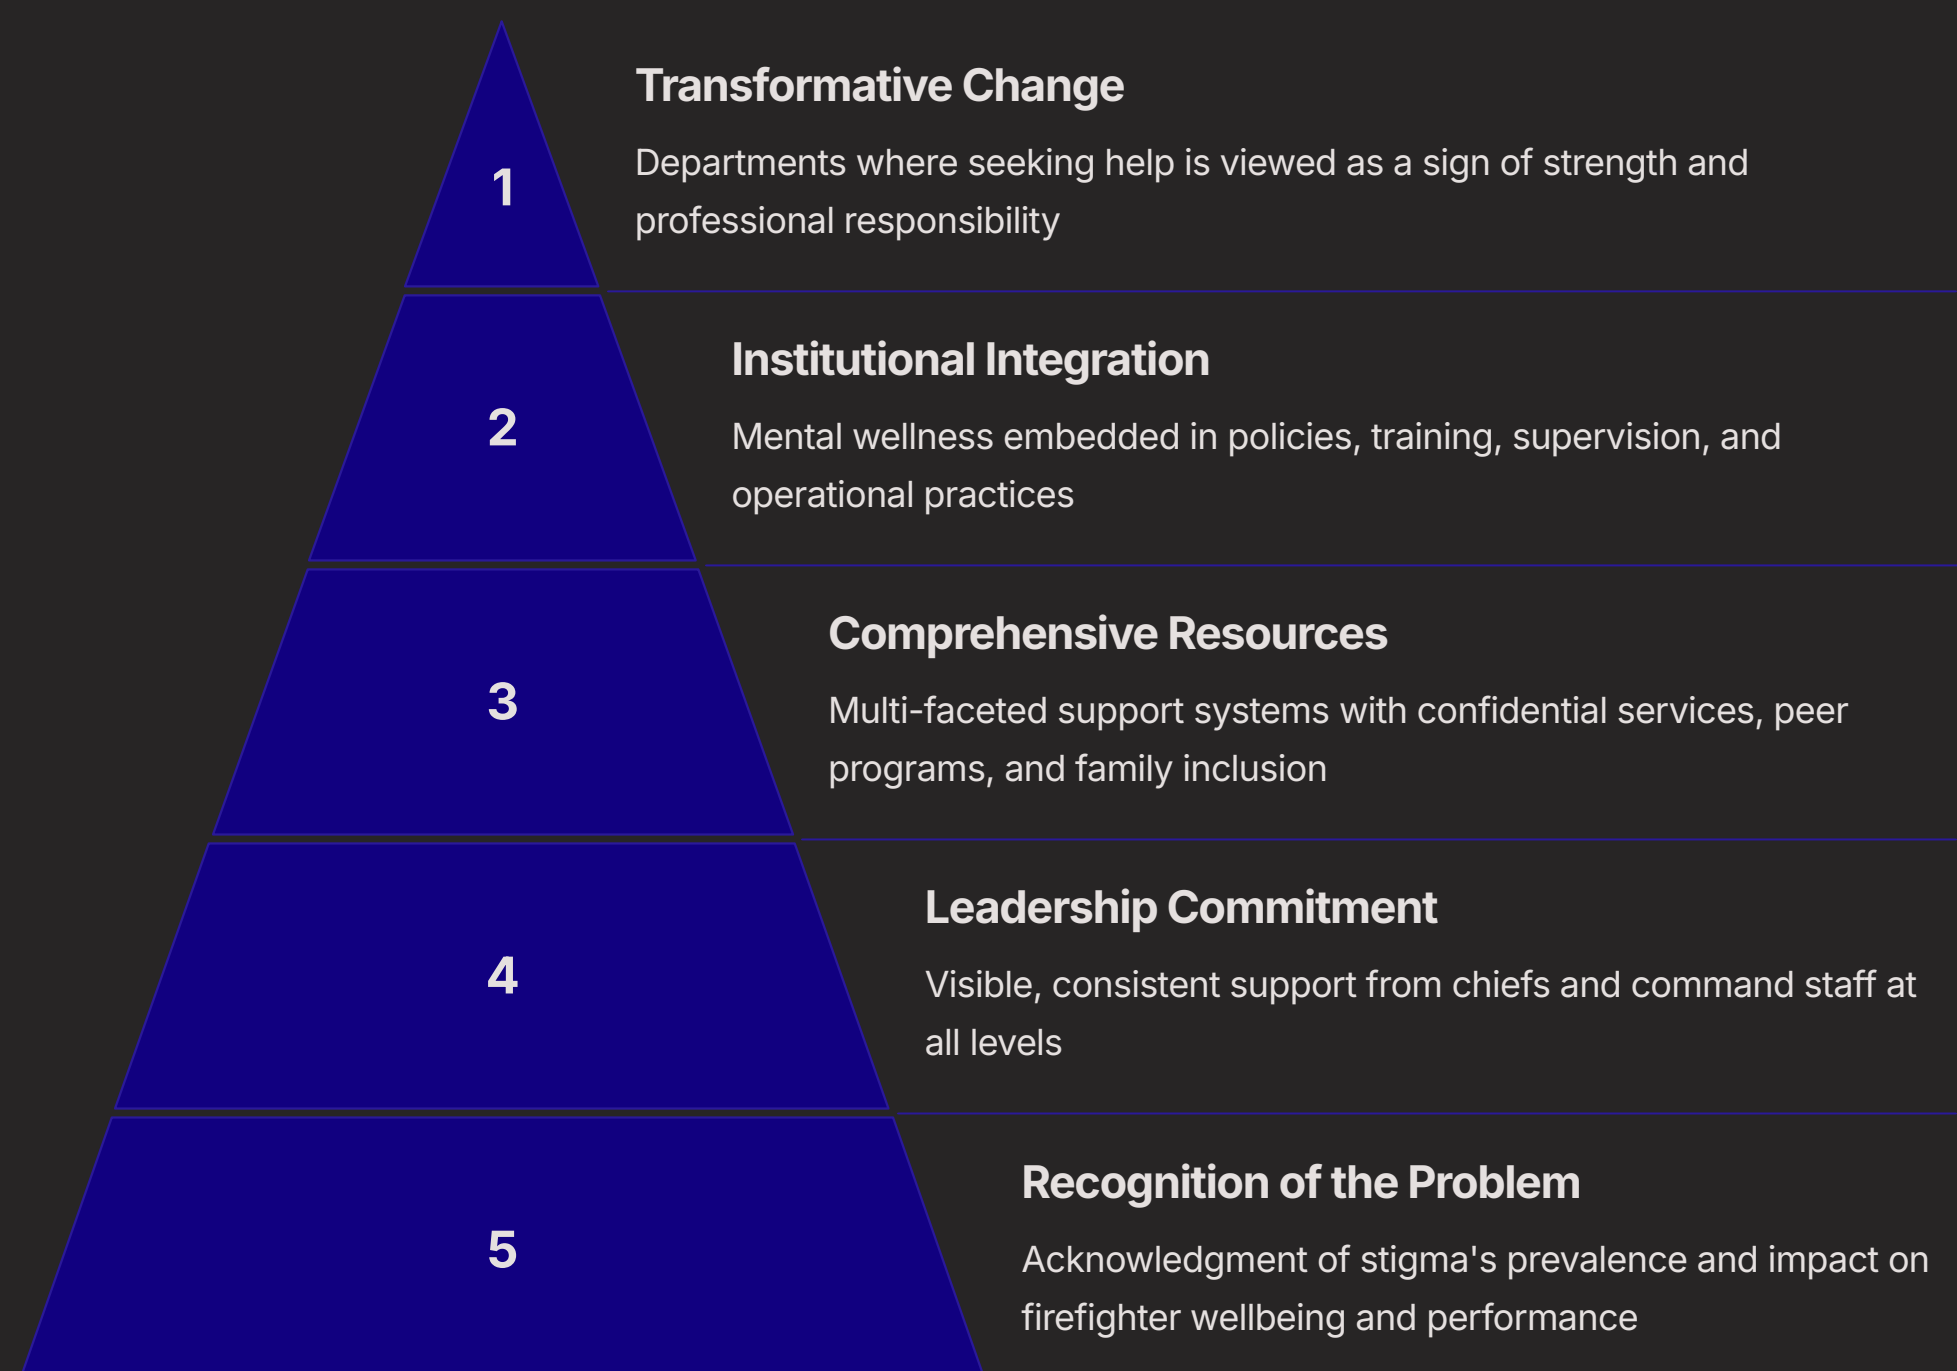 1
Transformative Change
Departments where seeking help is viewed as a sign of strength and
professional responsibility
2
Institutional Integration
Mental wellness embedded in policies, training, supervision, and
operational practices
3
Comprehensive Resources
Multi-faceted support systems with confidential services, peer
programs, and family inclusion
4
Leadership Commitment
Visible, consistent support from chiefs and command staff at
all levels
5
Recognition of the Problem
Acknowledgment of stigma's prevalence and impact on
firefighter wellbeing and performance